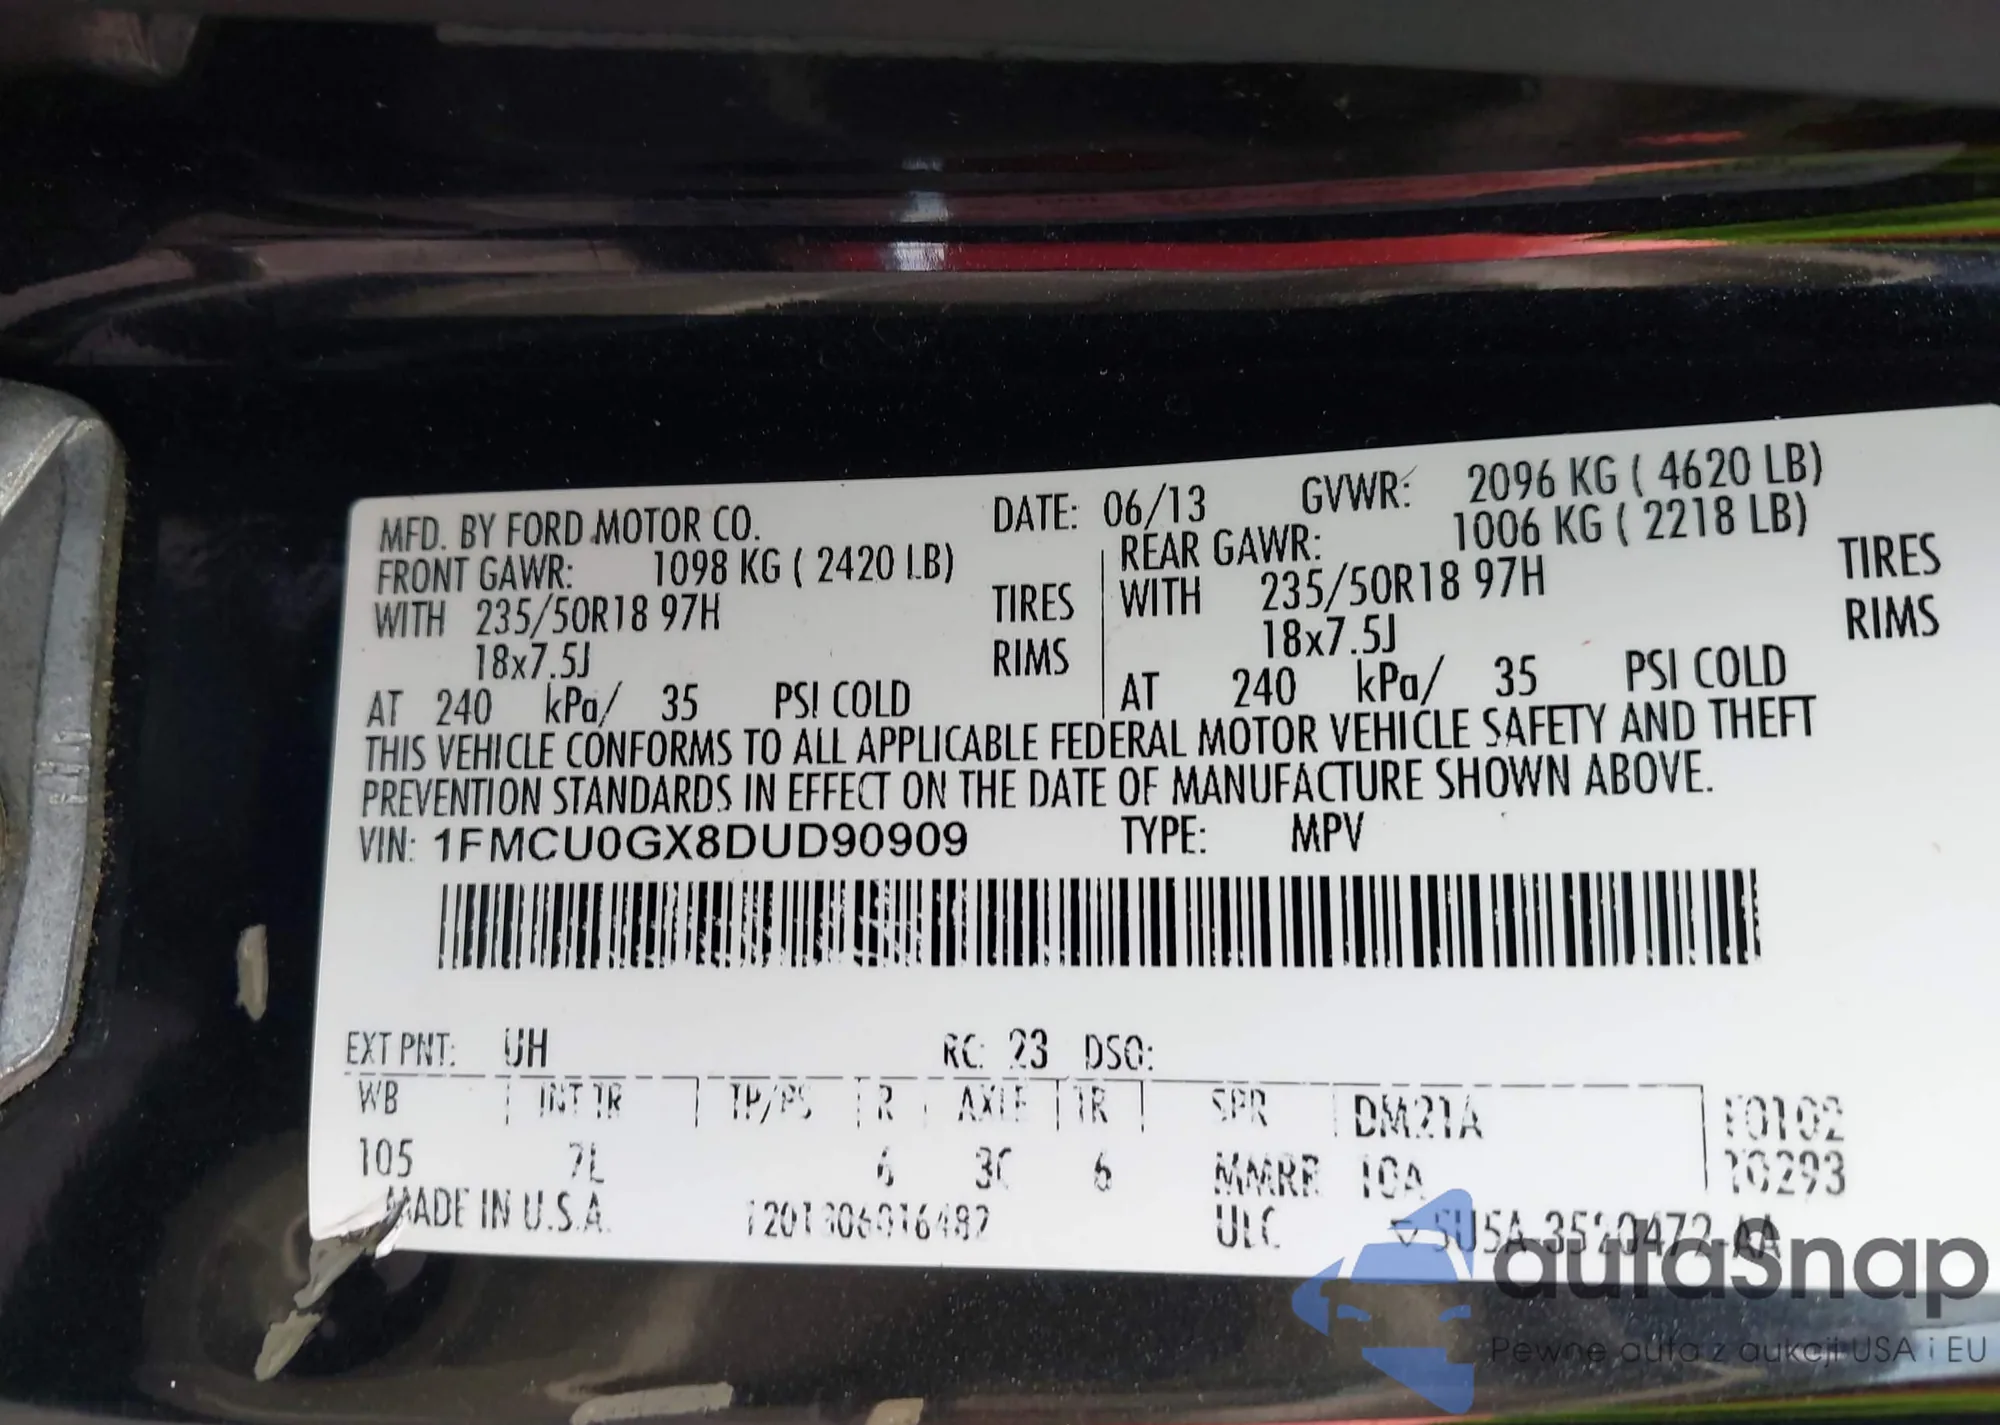 MFD. BY FORD MOTOR CO. DATE: 06/13 GVWR: 2096 KG ( 4620 LB)
FRONT GAWR: 1098 KG ( 2420 LB) REAR GAWR: 1006 KG ( 2218 LB)
WITH 235/50R18 97H TIRES WITH 235/50R18 97H TIRES
18x7.5J RIMS 18x7.5J RIMS
AT 240 kPa/ 35 PSI COLD AT 240 kPa/ 35 PSI COLD
THIS VEHICLE CONFORMS TO ALL APPLICABLE FEDERAL MOTOR VEHICLE SAFETY AND THEFT
PREVENTION STANDARDS IN EFFECT ON THE DATE OF MANUFACTURE SHOWN ABOVE.
VIN: 1FMCU0GX8DUD90909 TYPE: MPV
EXT PNT: UH RC: 23 DSO:
WB INT TR TP/PS R AXLE TR SPR DM21A
105 7L 6 3C 6 MMRR 10A
MADE IN U.S.A. ULC
autaSnap
Pewne auta z aukcji USA i EU